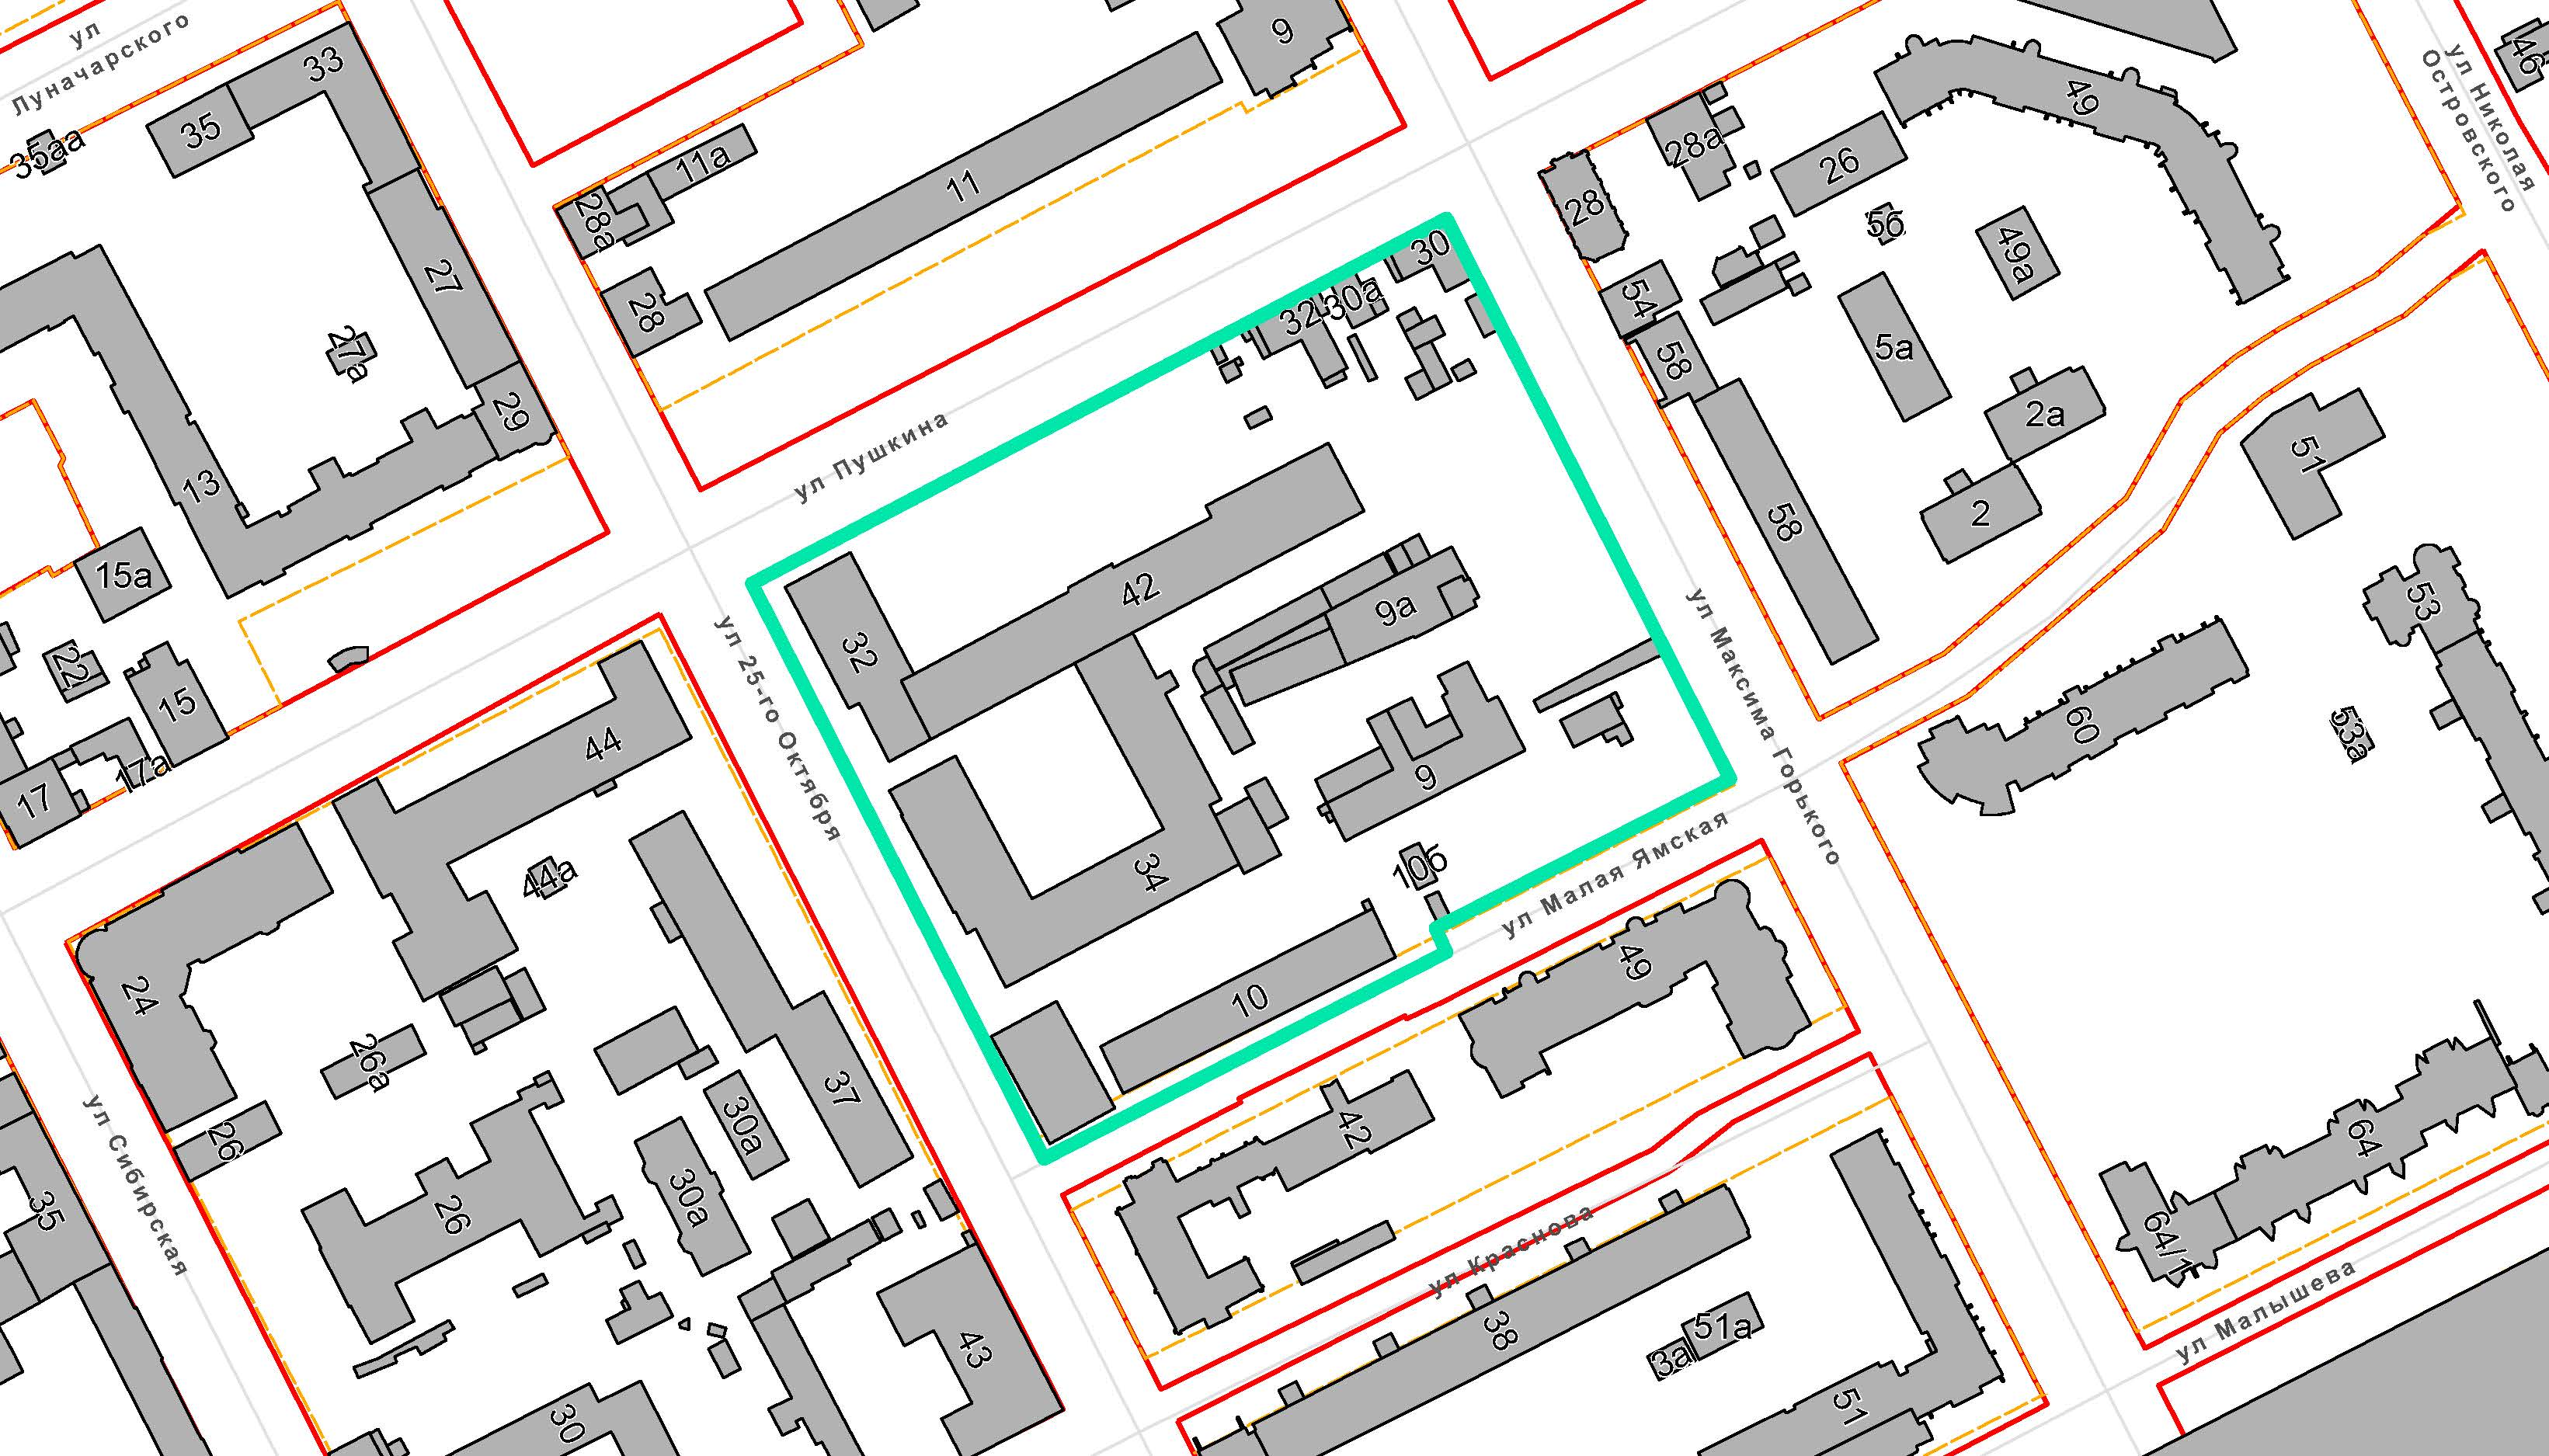 ул
Луначарского
33
35
35аа
27
27а
29
13
15а
22
15
17а
17
9
11а
11
28а
28
ул Пушкина
46
ул Николая
Островского
49
28а
26
28
5б
49а
54
58
5а
2а
2
58
51
30
32
30а
42
32
9а
9
34
10б
10
ул 25-го Октября
ул Максима Горького
ул Малая Ямская
53
60
53а
44
44а
24
26а
26
37
30а
30а
26
35
ул Сибирская
43
30
49
42
ул Краснова
38
51а
3а
51
64
64/1
ул Малышева